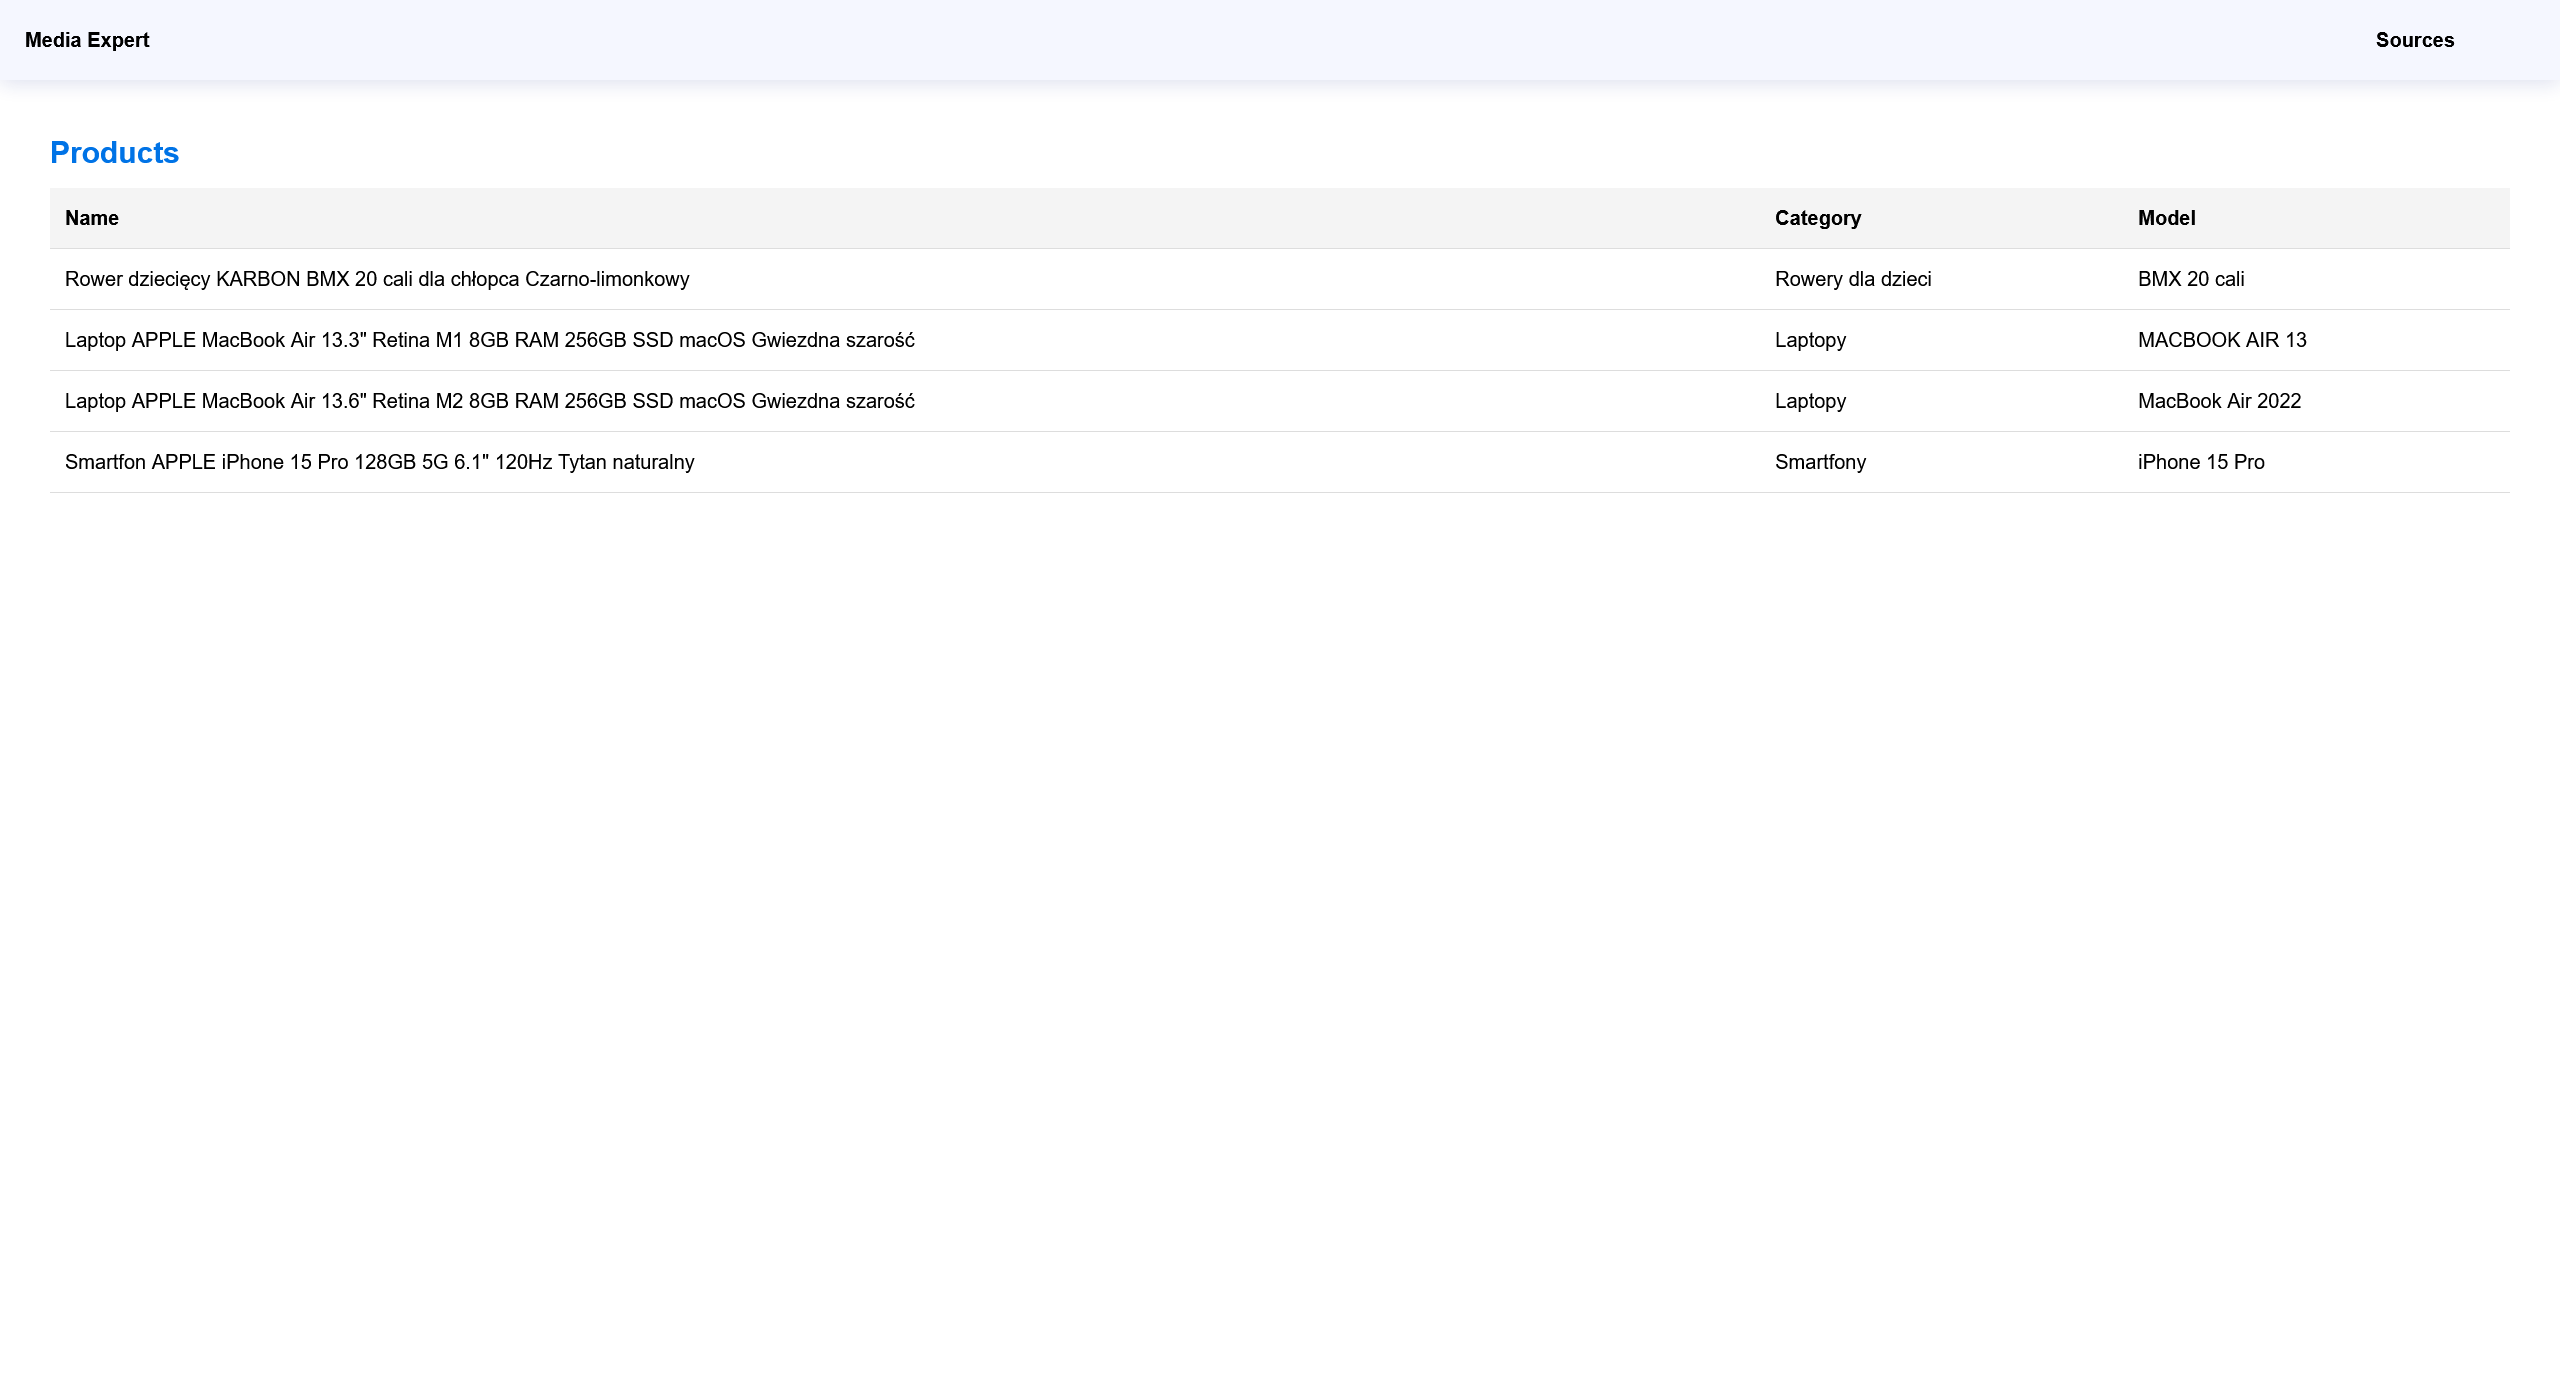 Media Expert Sources
Products
Name Category Model
Rower dziecięcy KARBON BMX 20 cali dla chłopca Czarno-limonkowy Rowery dla dzieci BMX 20 cali
Laptop APPLE MacBook Air 13.3" Retina M1 8GB RAM 256GB SSD macOS Gwiezdna szarość Laptopy MACBOOK AIR 13
Laptop APPLE MacBook Air 13.6" Retina M2 8GB RAM 256GB SSD macOS Gwiezdna szarość Laptopy MacBook Air 2022
Smartfon APPLE iPhone 15 Pro 128GB 5G 6.1" 120Hz Tytan naturalny Smartfony iPhone 15 Pro